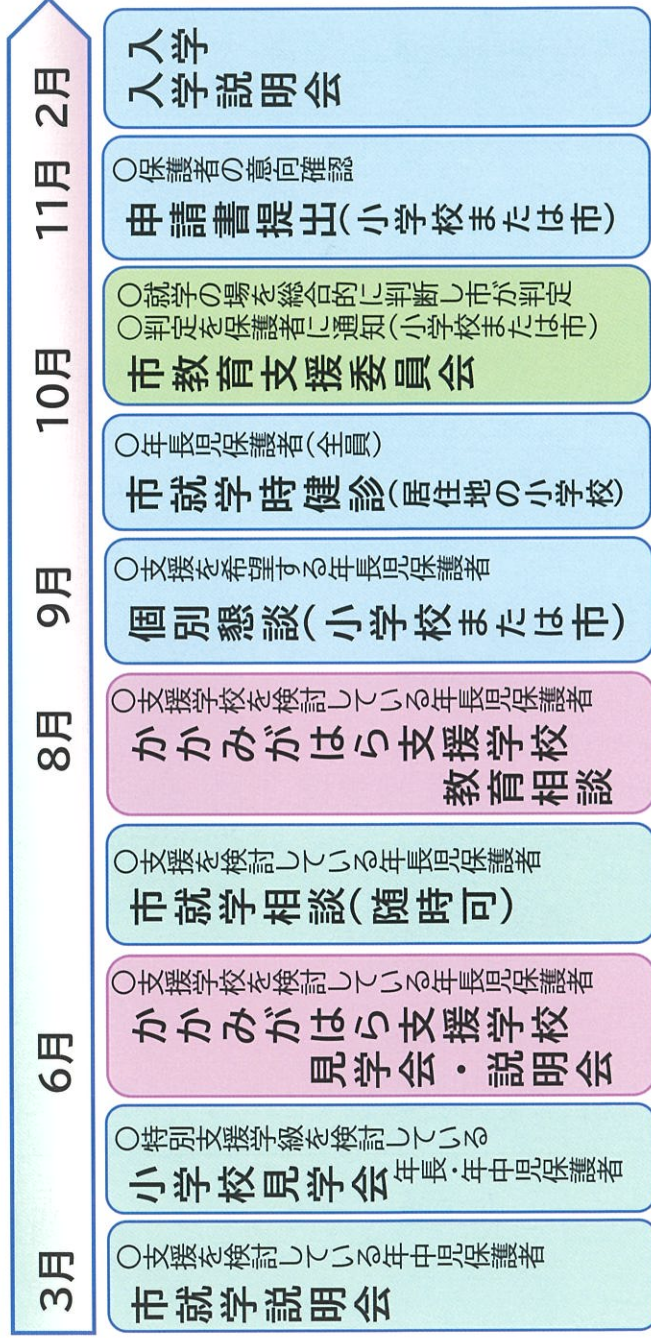 3月
6月
8月
9月
10月
11月
2月
○支援を検討している年中児保護者
市就学説明会
○特別支援学級を検討している
小学校見学会 年長・年中児保護者
○支援学校を検討している年長児保護者
かかみがはら支援学校
見学会・説明会
○支援を検討している年長児保護者
市就学相談(随時可)
○支援学校を検討している年長児保護者
かかみがはら支援学校
教育相談
○支援を希望する年長児保護者
個別懇談(小学校または市)
○年長児保護者(全員)
市就学時健診(居住地の小学校)
○就学の場を総合的に判断し市が判定
○判定を保護者に通知(小学校または市)
市教育支援委員会
○保護者の意向確認
申請書提出(小学校または市)
入学
入学説明会